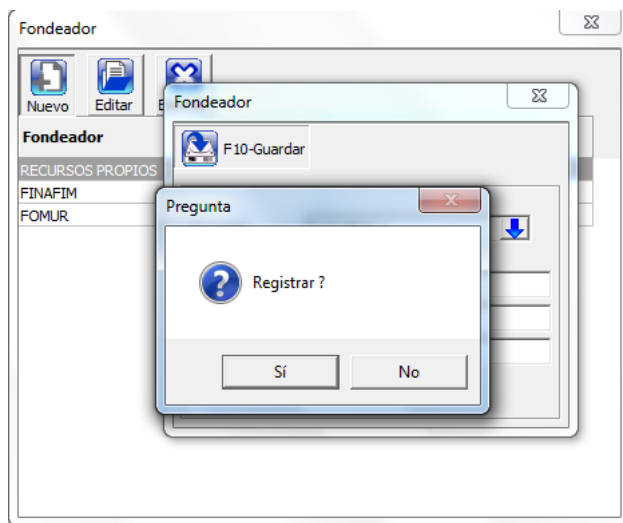 Fondeador
Nuevo Editar
Fondeador
Fondeador
F10-Guardar
RECURSOS PROPIOS
FINAFIM
FOMUR
Pregunta
Registrar ?
Sí No